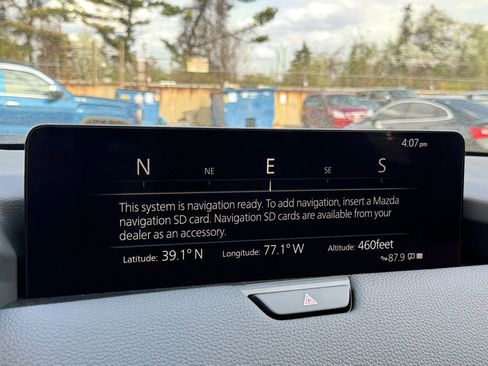 4:07 pm
N NE E SE S
This system is navigation ready. To add navigation, insert a Mazda
navigation SD card. Navigation SD cards are available from your
dealer as an accessory.
Latitude: 39.1° N Longitude: 77.1° W Altitude: 460feet
87.9